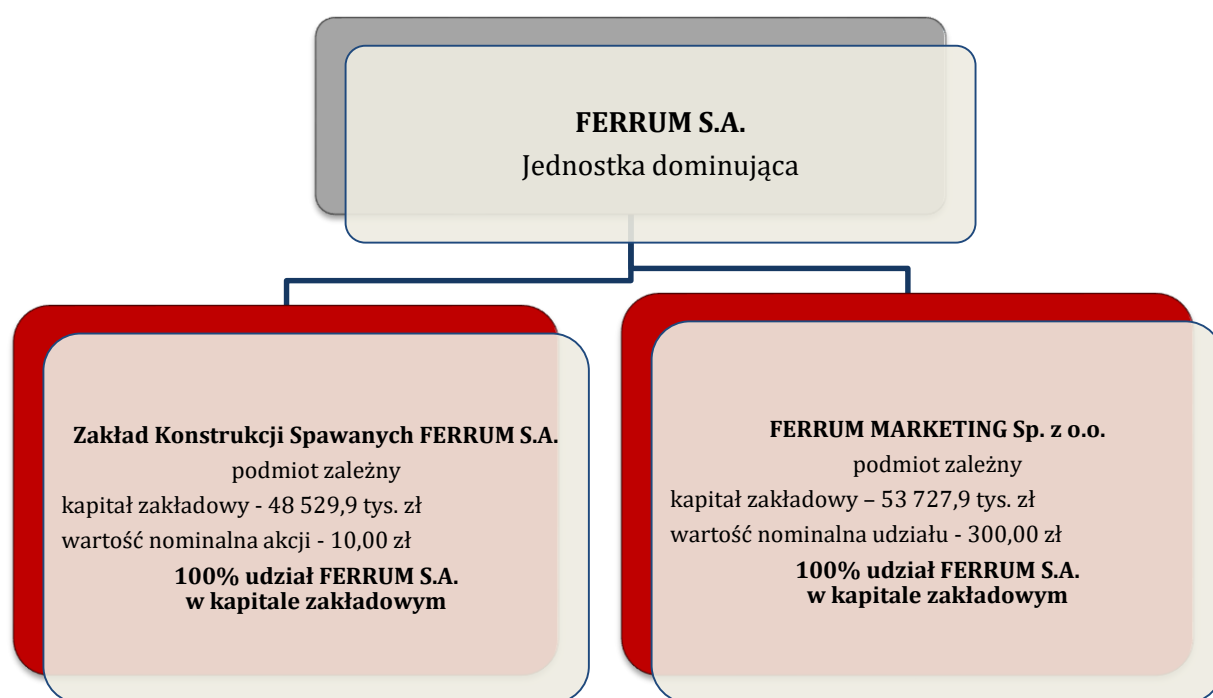 FERRUM S.A.
Jednostka dominująca
Zakład Konstrukcji Spawanych FERRUM S.A.
podmiot zależny
kapitał zakładowy - 48 529,9 tys. zł
wartość nominalna akcji - 10,00 zł
100% udział FERRUM S.A.
w kapitale zakładowym
FERRUM MARKETING Sp. z o.o.
podmiot zależny
kapitał zakładowy – 53 727,9 tys. zł
wartość nominalna udziału - 300,00 zł
100% udział FERRUM S.A.
w kapitale zakładowym